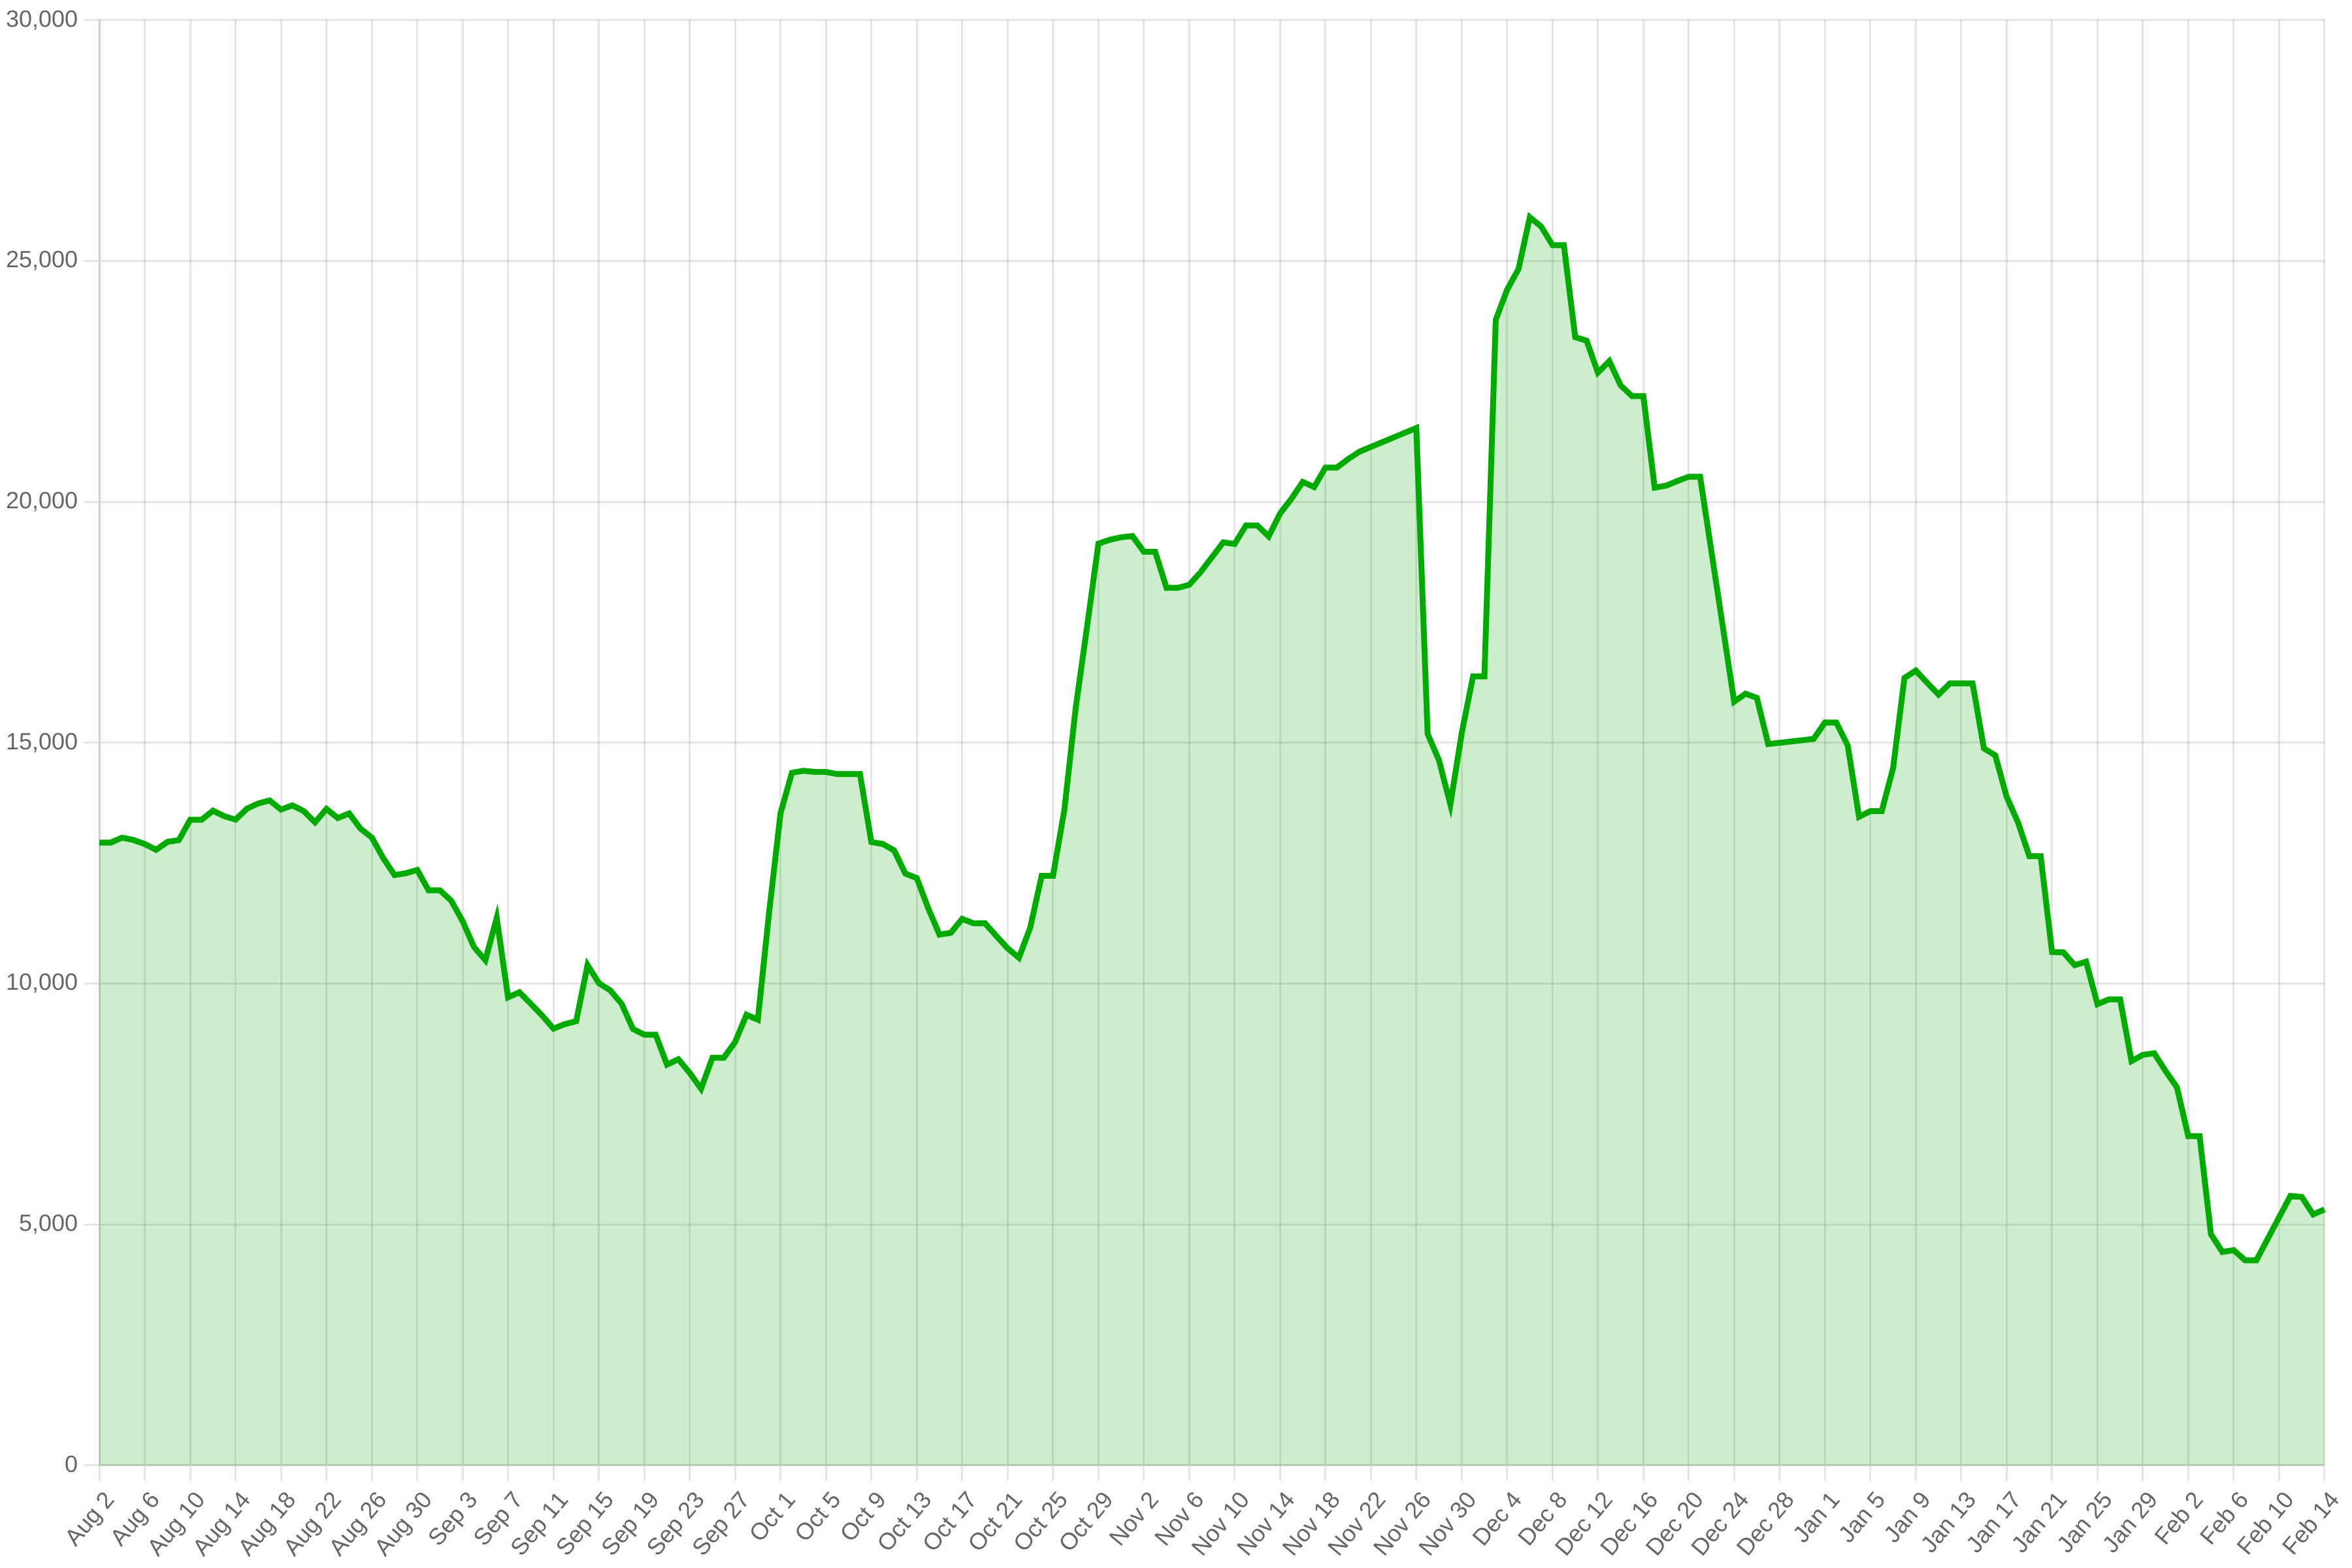 30,000
25,000
20,000
15,000
10,000
5,000
0
Aug 2
Aug 6
Aug 10
Aug 14
Aug 18
Aug 22
Aug 26
Aug 30
Sep 3
Sep 7
Sep 11
Sep 15
Sep 19
Sep 23
Sep 27
Oct 1
Oct 5
Oct 9
Oct 13
Oct 17
Oct 21
Oct 25
Oct 29
Nov 2
Nov 6
Nov 10
Nov 14
Nov 18
Nov 22
Nov 26
Nov 30
Dec 4
Dec 8
Dec 12
Dec 16
Dec 20
Dec 24
Dec 28
Jan 1
Jan 5
Jan 9
Jan 13
Jan 17
Jan 21
Jan 25
Jan 29
Feb 2
Feb 6
Feb 10
Feb 14